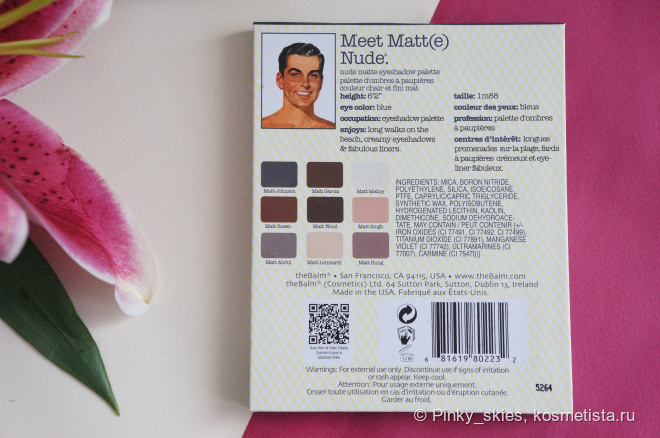 Meet Matt(e)
Nude®
nude matte eyeshadow palette
palette d'ombres à paupières
couleur chair et fini mat
height: 6'2"
eye color: blue
occupation: eyeshadow palette
enjoys: long walks on the
beach, creamy eyeshadows
& fabulous liners.
taille: 1m88
couleur des yeux: bleus
profession: palette d'ombres
à paupières
centres d'intérêt: longues
promenades sur la plage, fards
à paupières crémeux et eye-
liner fabuleux.
Matt Johnson
Matt Garcia
Matt Malloy
Matt Rosen
Matt Wood
Matt Singh
Matt Abdul
Matt Lombardi
Matt Hung
INGREDIENTS: MICA, BORON NITRIDE,
POLYETHYLENE, SILICA, ISOEICOSANE,
PTFE, CAPRYLIC/CAPRIC TRIGLYCERIDE,
SYNTHETIC WAX, POLYISOBUTENE,
HYDROGENATED LECITHIN, KAOLIN,
DIMETHICONE, SODIUM DEHYDROACE-
TATE, MAY CONTAIN / PEUT CONTENIR [+/-
IRON OXIDES (CI 77491, CI 77492, CI 77499),
TITANIUM DIOXIDE (CI 77891), MANGANESE
VIOLET (CI 77742), ULTRAMARINES (CI
77007), CARMINE (CI 75470)]
theBalm® • San Francisco, CA 94115, USA • www.theBalm.com
theBalm® (Cosmetics) Ltd. 64 Sutton Park, Sutton, Dublin 13, Ireland
Made in the USA. Fabriqué aux États-Unis.
12 M
6 81619 80223 2
Warnings: For external use only. Discontinue use if signs of irritation
or rash appear. Keep cool.
Attention: Pour usage externe uniquement.
Cesser toute utilisation en cas d'irritation ou d'éruption cutanée.
Garder au froid.
5264
© Pinky_skies, kosmetista.ru